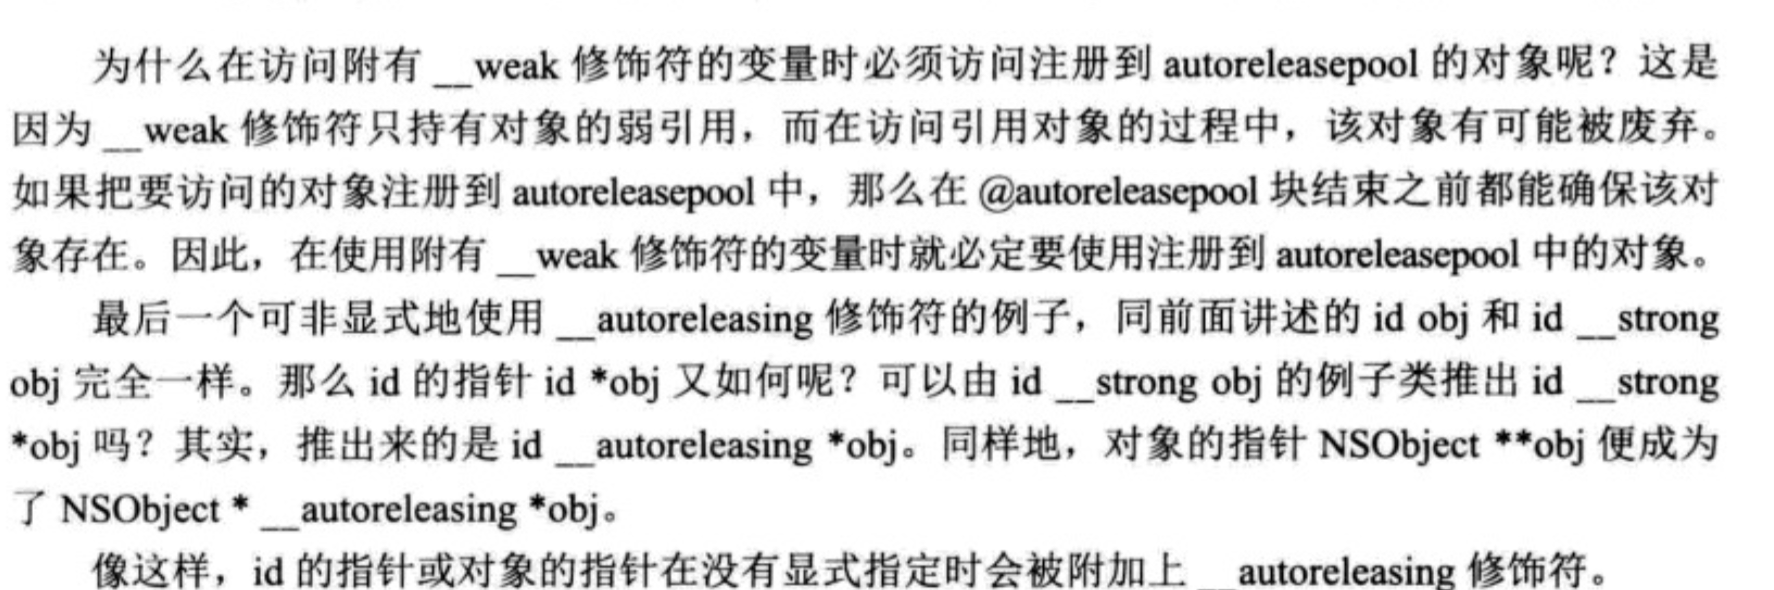 为什么在访问附有 __weak 修饰符的变量时必须访问注册到 autoreleasepool 的对象呢？这是
因为 __weak 修饰符只持有对象的弱引用，而在访问引用对象的过程中，该对象有可能被废弃。
如果把要访问的对象注册到 autoreleasepool 中，那么在 @autoreleasepool 块结束之前都能确保该对
象存在。因此，在使用附有 __weak 修饰符的变量时就必定要使用注册到 autoreleasepool 中的对象。
最后一个可非显式地使用 __autoreleasing 修饰符的例子，同前面讲述的 id obj 和 id __strong
obj 完全一样。那么 id 的指针 id *obj 又如何呢？可以由 id __strong obj 的例子类推出 id __strong
*obj 吗？其实，推出来的是 id __autoreleasing *obj。同样地，对象的指针 NSObject **obj 便成为
了 NSObject * __autoreleasing *obj。
像这样，id 的指针或对象的指针在没有显式指定时会被附加上 __autoreleasing 修饰符。